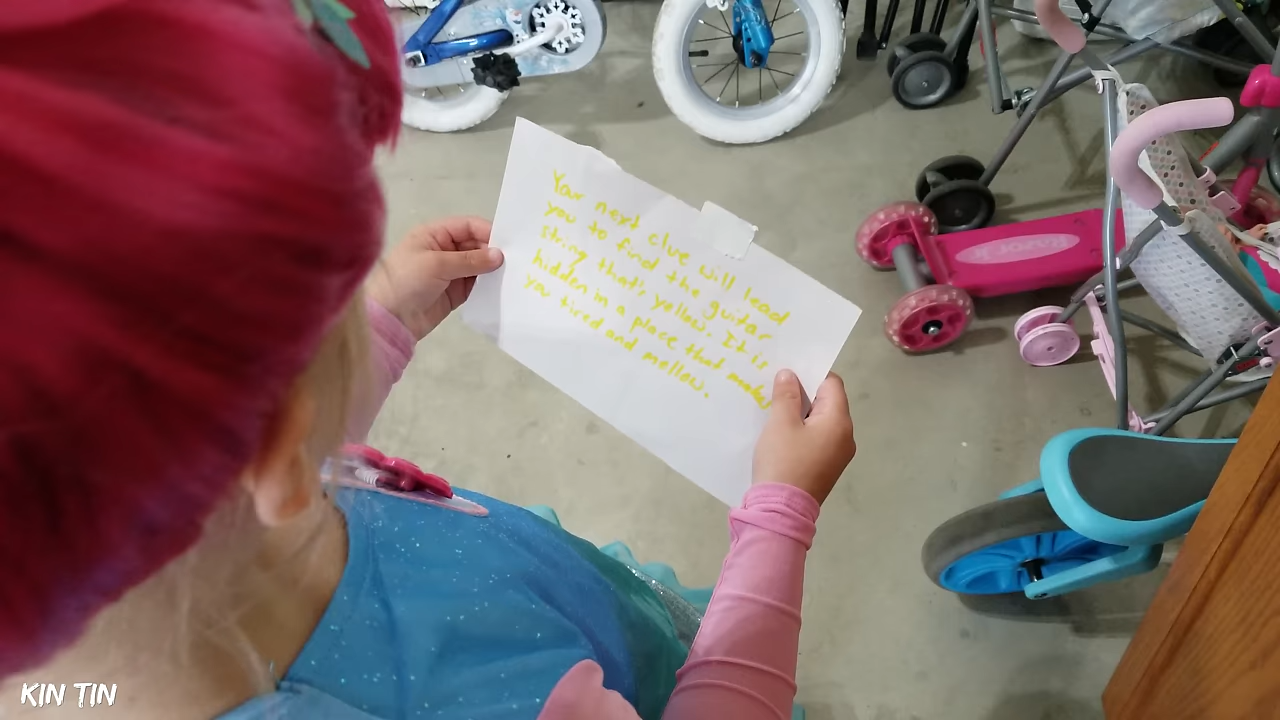 Your next clue will lead
you to find the guitar
string that's yellow. It is
hidden in a place that makes
you tired and mellow.
KIN TIN